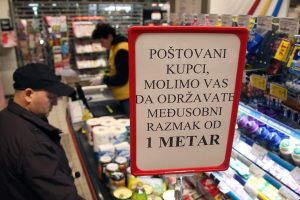 POŠTOVANI
KUPCI,
MOLIMO VAS
DA ODRŽAVATE
MEĐUSOBNI
RAZMAK OD
1 METAR